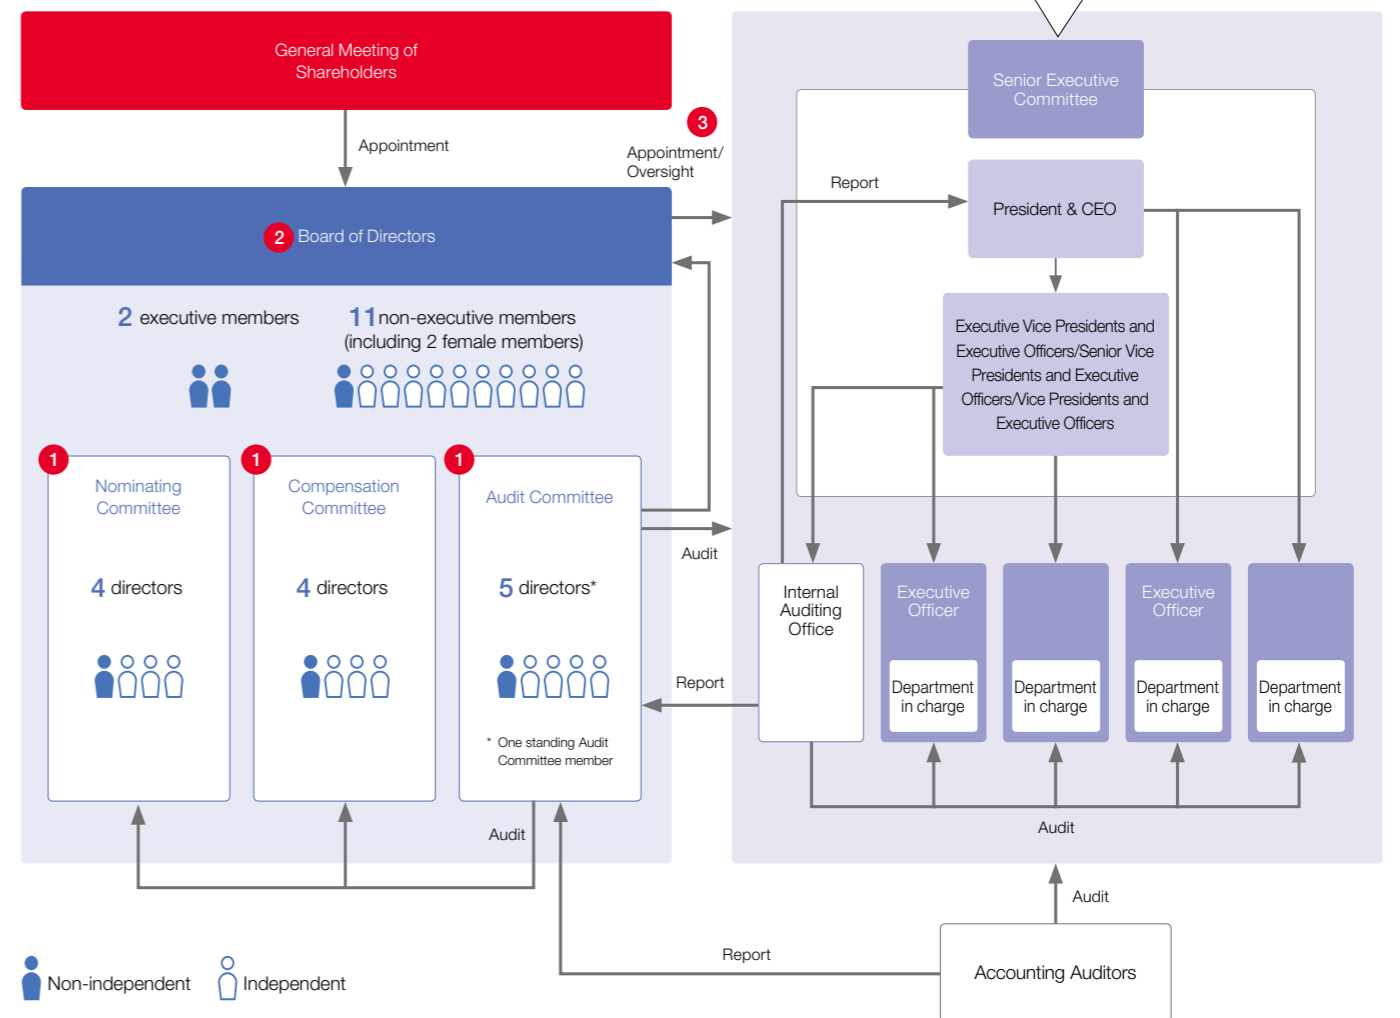 General Meeting of
Shareholders
Appointment
3
Appointment/
Oversight
2 Board of Directors
2 executive members
11 non-executive members
(including 2 female members)
1
Nominating
Committee
4 directors
1
Compensation
Committee
4 directors
1
Audit Committee
5 directors*
* One standing Audit
Committee member
Audit
Audit
Report
Non-independent
Independent
Senior Executive
Committee
Report
President & CEO
Executive Vice Presidents and
Executive Officers/Senior Vice
Presidents and Executive
Officers/Vice Presidents and
Executive Officers
Internal
Auditing
Office
Executive
Officer
Department
in charge
Department
in charge
Executive
Officer
Department
in charge
Department
in charge
Audit
Audit
Report
Accounting Auditors